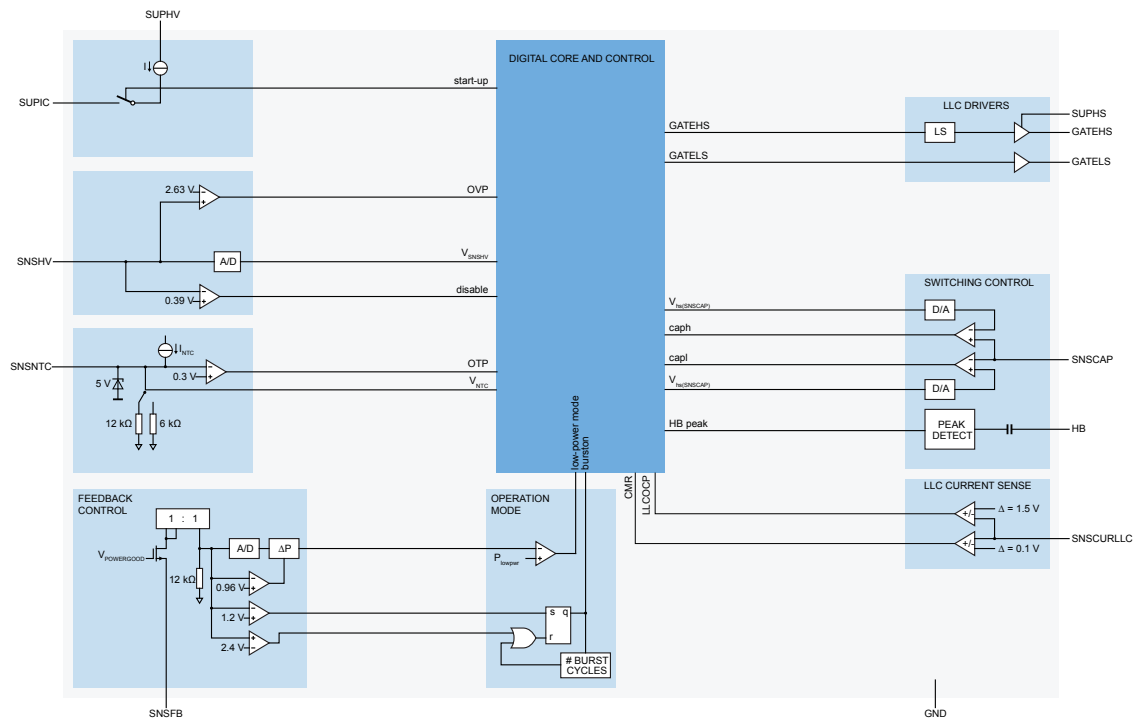 SUPHV
I
start-up
SUPIC
DIGITAL CORE AND CONTROL
LLC DRIVERS
LS
SUPHS
GATEHS
GATEHS
GATELS
GATELS
2.63 V
OVP
SNSHV
A/D
VSNSHV
0.39 V
disable
SNSNTC
INTC
5 V
0.3 V
OTP
VNTC
12 kΩ
6 kΩ
SWITCHING CONTROL
Vhs(SNSCAP)
D/A
caph
capl
SNSCAP
Vhs(SNSCAP)
D/A
HB peak
PEAK
DETECT
HB
low-power mode
burston
CMR
LLCOCP
LLC CURRENT SENSE
+/-
Δ = 1.5 V
SNSCURLLC
+/-
Δ = 0.1 V
FEEDBACK
CONTROL
1 : 1
VPOWERGOOD
A/D
ΔP
12 kΩ
0.96 V
1.2 V
2.4 V
OPERATION
MODE
Plowpwr
s q
r
# BURST
CYCLES
SNSFB
GND